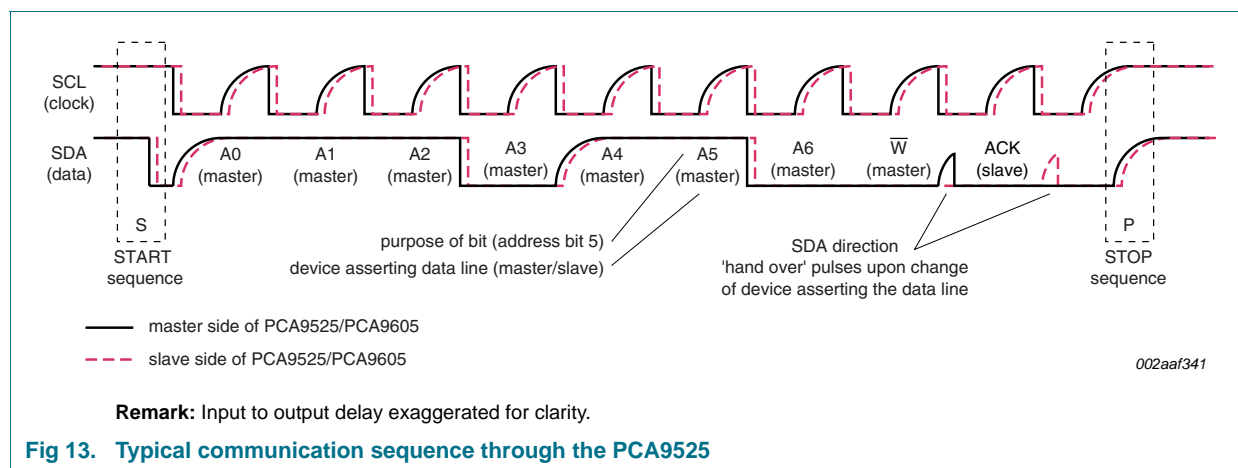 SCL
(clock)
SDA
(data)
A0
(master)
A1
(master)
A2
(master)
A3
(master)
A4
(master)
A5
(master)
A6
(master)
W̅
(master)
ACK
(slave)
S
START
sequence
purpose of bit (address bit 5)
device asserting data line (master/slave)
SDA direction
'hand over' pulses upon change
of device asserting the data line
P
STOP
sequence
master side of PCA9525/PCA9605
slave side of PCA9525/PCA9605
002aaf341
Remark: Input to output delay exaggerated for clarity.
Fig 13. Typical communication sequence through the PCA9525